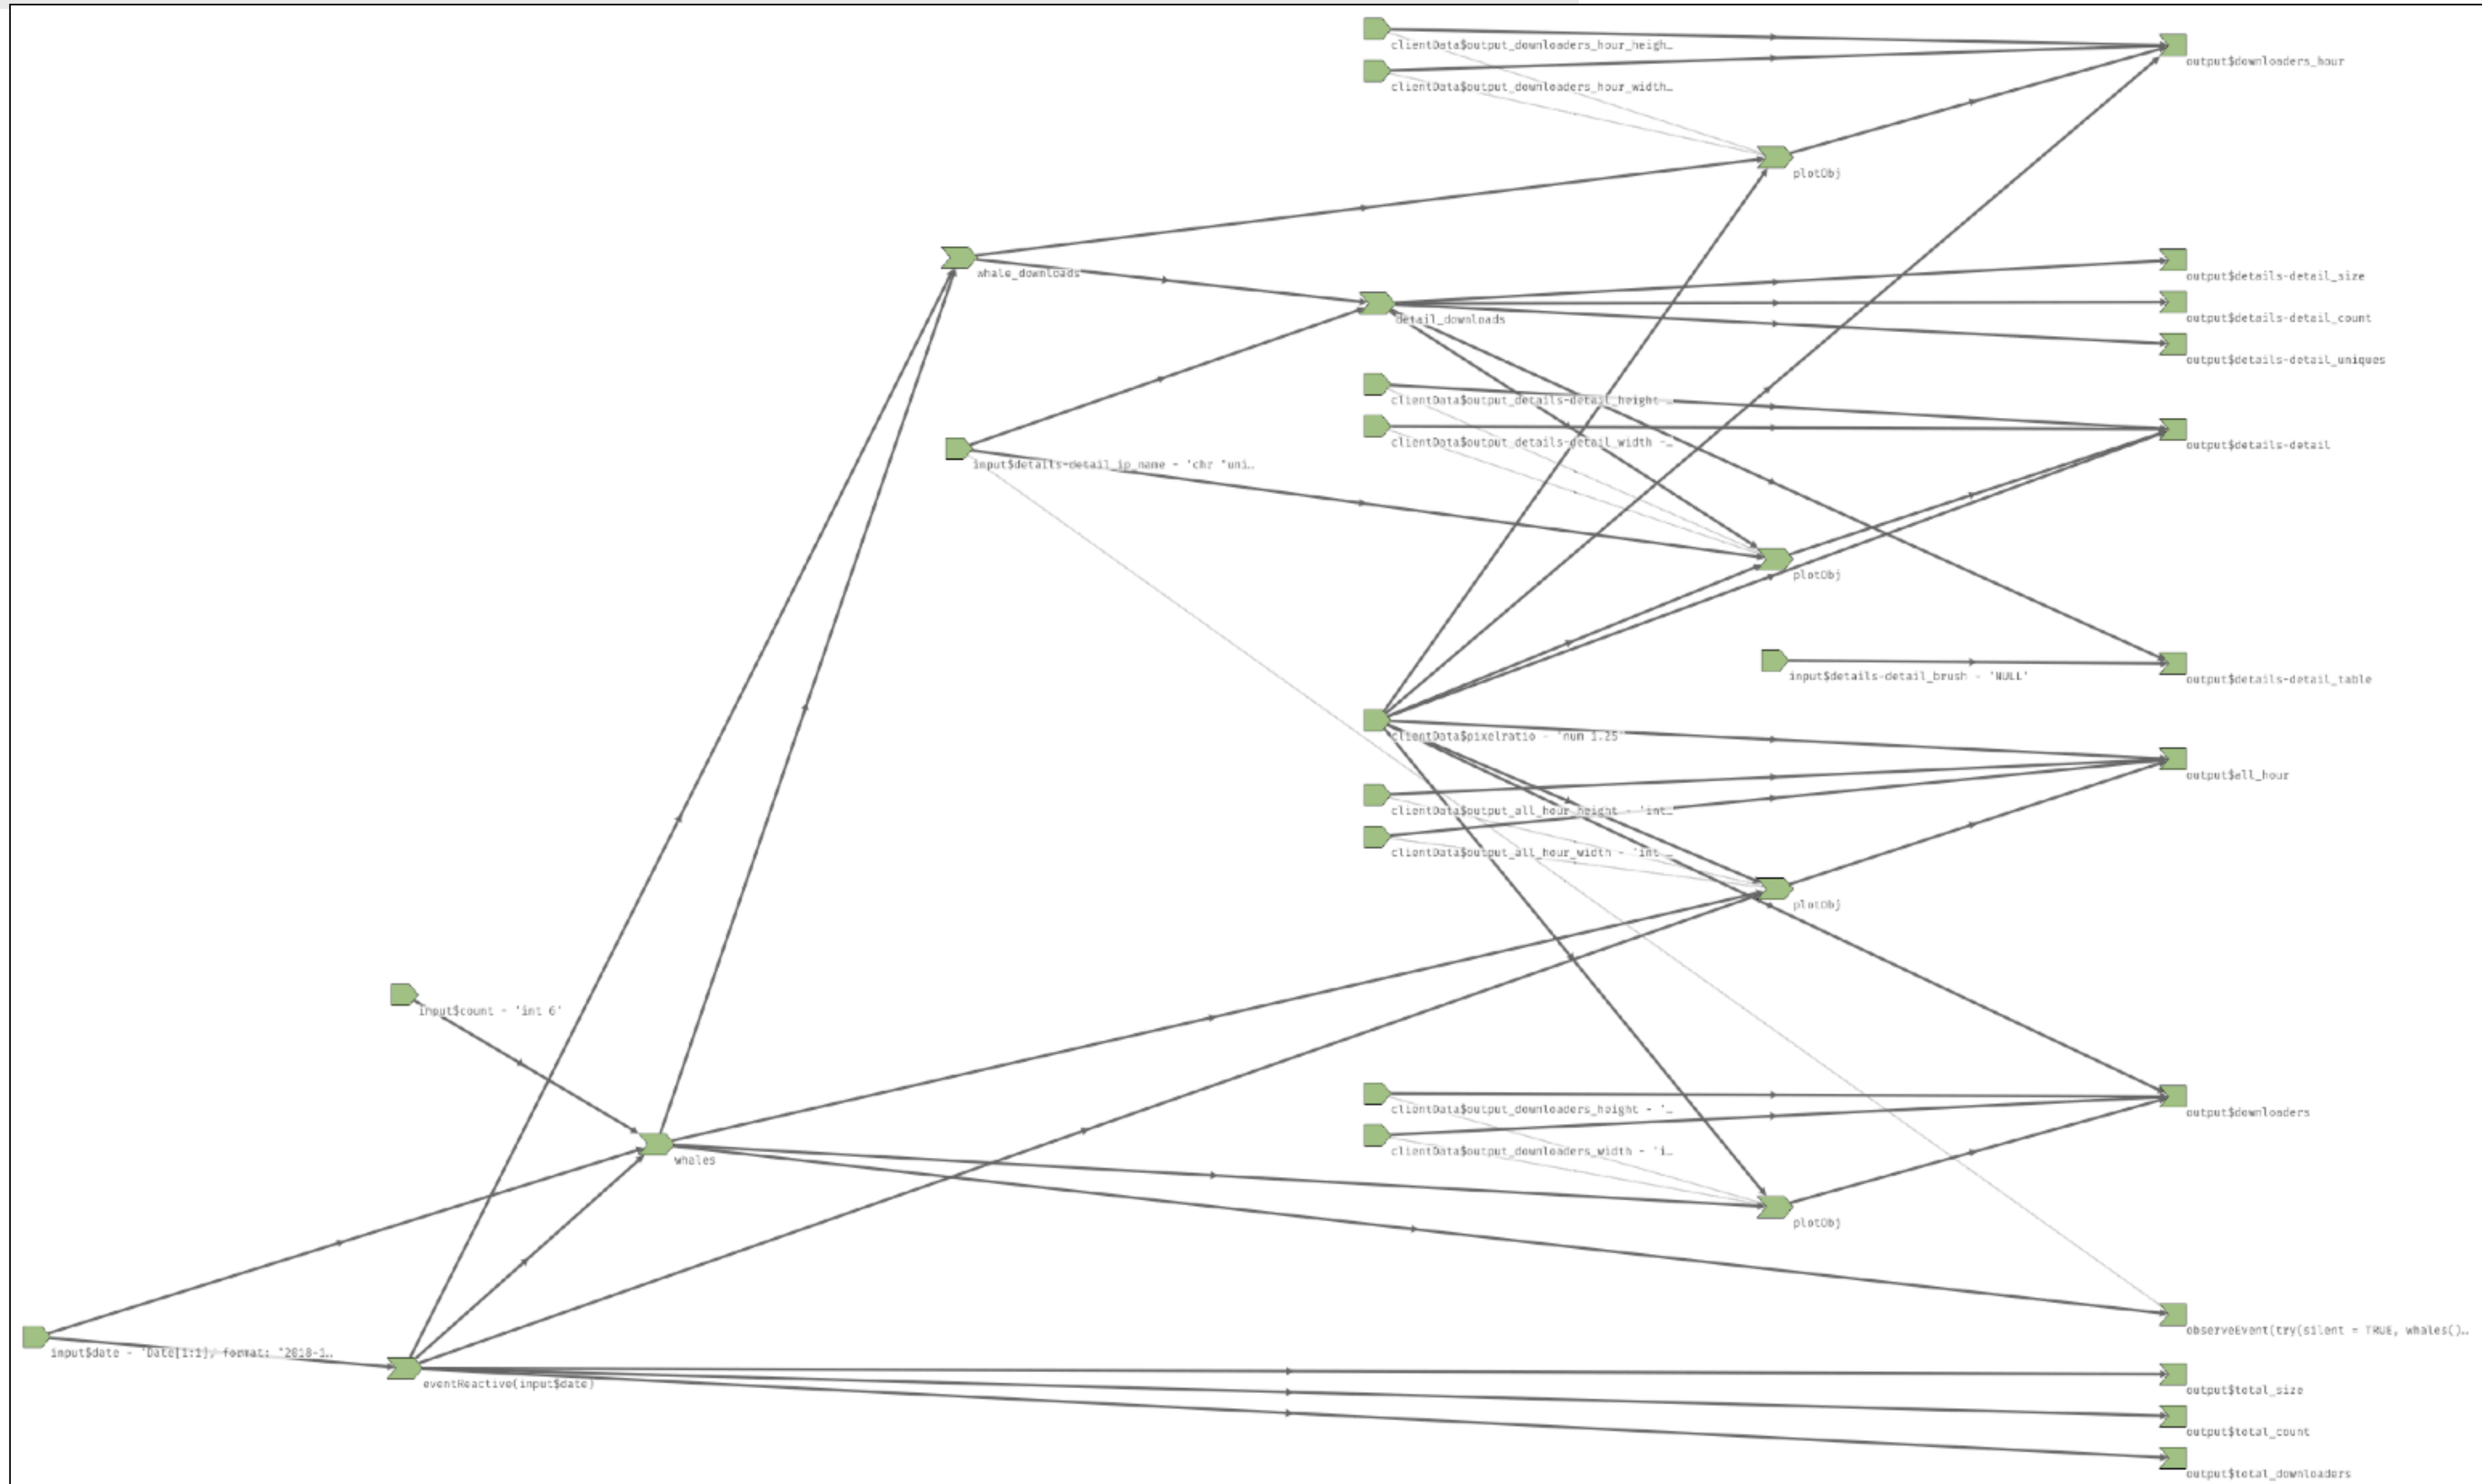 clientData$output_downloaders_hour_heigh…
output$downloaders_hour
clientData$output_downloaders_hour_width…
plotObj
whale_downloads
output$details-detail_size
detail_downloads
output$details-detail_count
output$details-detail_uniques
clientData$output_details-detail_height -…
clientData$output_details-detail_width -…
output$details-detail
input$details-detail_ip_name - 'chr "uni…
plotObj
input$details-detail_brush - 'NULL'
output$details-detail_table
clientData$pixelratio - 'num 1.25'
output$all_hour
clientData$output_all_hour_height - 'int…
clientData$output_all_hour_width - 'int …
plotObj
input$count - 'int 6'
clientData$output_downloaders_height - '…
output$downloaders
clientData$output_downloaders_width - 'i…
whales
plotObj
observeEvent(try(silent = TRUE, whales()…
input$date - 'Date[1:1], format: "2018-1…
eventReactive(input$date)
output$total_size
output$total_count
output$total_downloaders